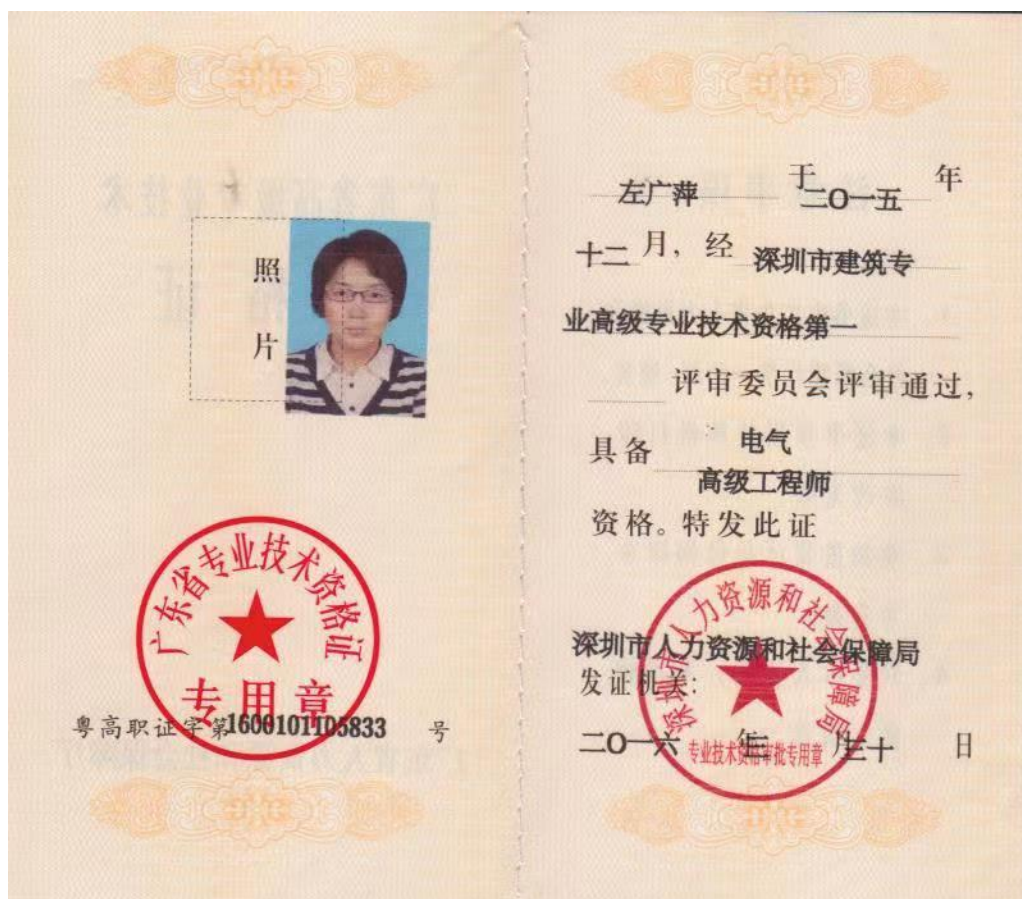 照
片
广东省专业技术资格证
专用章
粤高职证字第1600101105833号
左广萍 于 二O一五 年
十二 月, 经 深圳市建筑专
业高级专业技术资格第一
评审委员会评审通过,
具备 电气
高级工程师
资格。特发此证
深圳市人力资源和社会保障局
深圳市人力资源和社会保障局
发证机关:
二O一六 年 月 三十 日
专业技术资格审批专用章